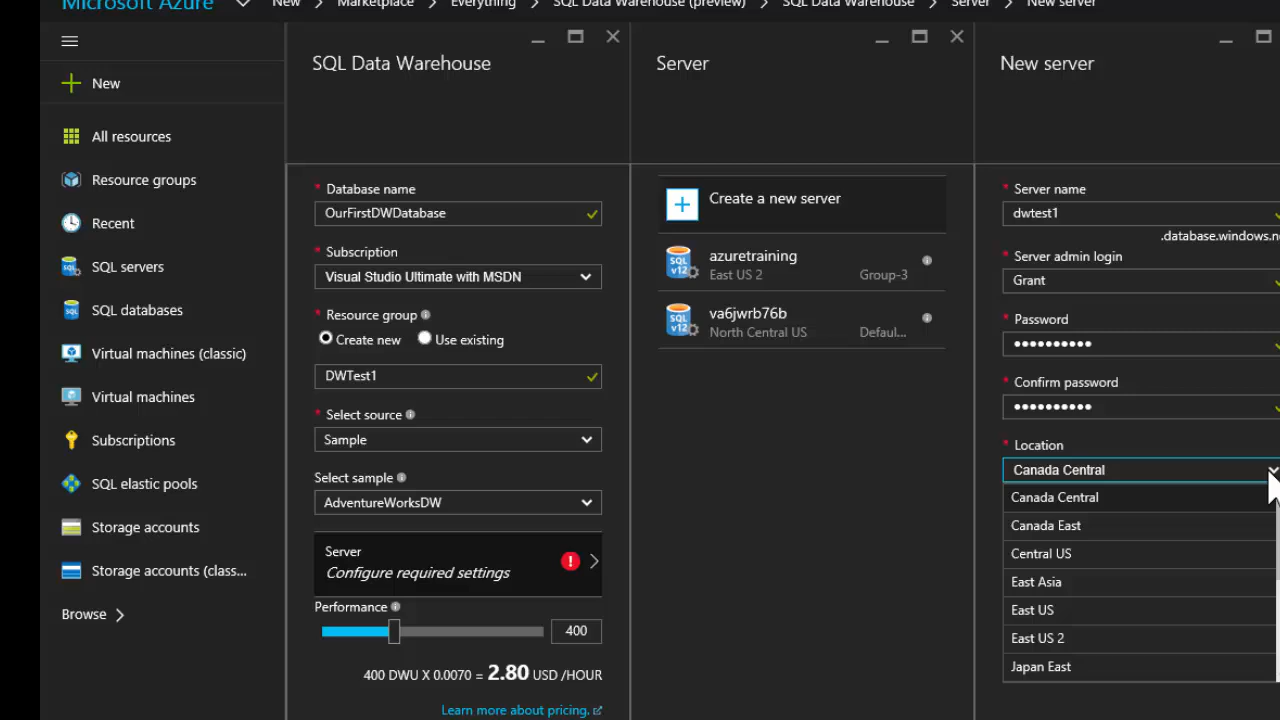 Microsoft Azure
New > Marketplace > Everything > SQL Data Warehouse (preview) > SQL Data Warehouse > Server > New server
New
All resources
Resource groups
Recent
SQL servers
SQL databases
Virtual machines (classic)
Virtual machines
Subscriptions
SQL elastic pools
Storage accounts
Storage accounts (class...
Browse >
SQL Data Warehouse
* Database name
OurFirstDWDatabase
* Subscription
Visual Studio Ultimate with MSDN
* Resource group
Create new
Use existing
DWTest1
* Select source
Sample
Select sample
AdventureWorksDW
Server
Configure required settings
Performance
400
400 DWU X 0.0070 = 2.80 USD /HOUR
Learn more about pricing.
Server
Create a new server
azuretraining
East US 2
Group-3
va6jwrb76b
North Central US
Defaul...
New server
* Server name
dwtest1
.database.windows.ne
* Server admin login
Grant
* Password
••••••••••
* Confirm password
••••••••••
* Location
Canada Central
Canada Central
Canada East
Central US
East Asia
East US
East US 2
Japan East